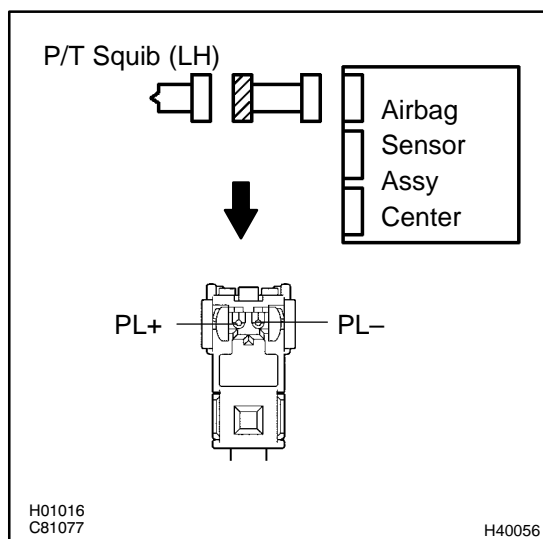 P/T Squib (LH)
Airbag
Sensor
Assy
Center
PL+
PL–
H01016
C81077
H40056